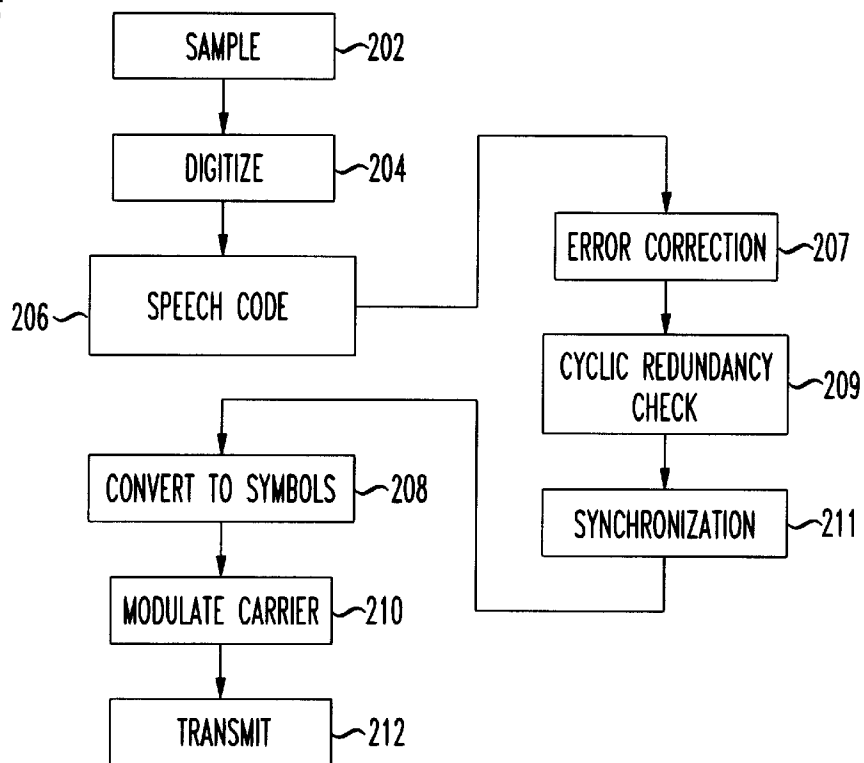 SAMPLE 202
DIGITIZE 204
SPEECH CODE
206
ERROR CORRECTION 207
CYCLIC REDUNDANCY
CHECK
209
SYNCHRONIZATION 211
CONVERT TO SYMBOLS 208
MODULATE CARRIER 210
TRANSMIT 212